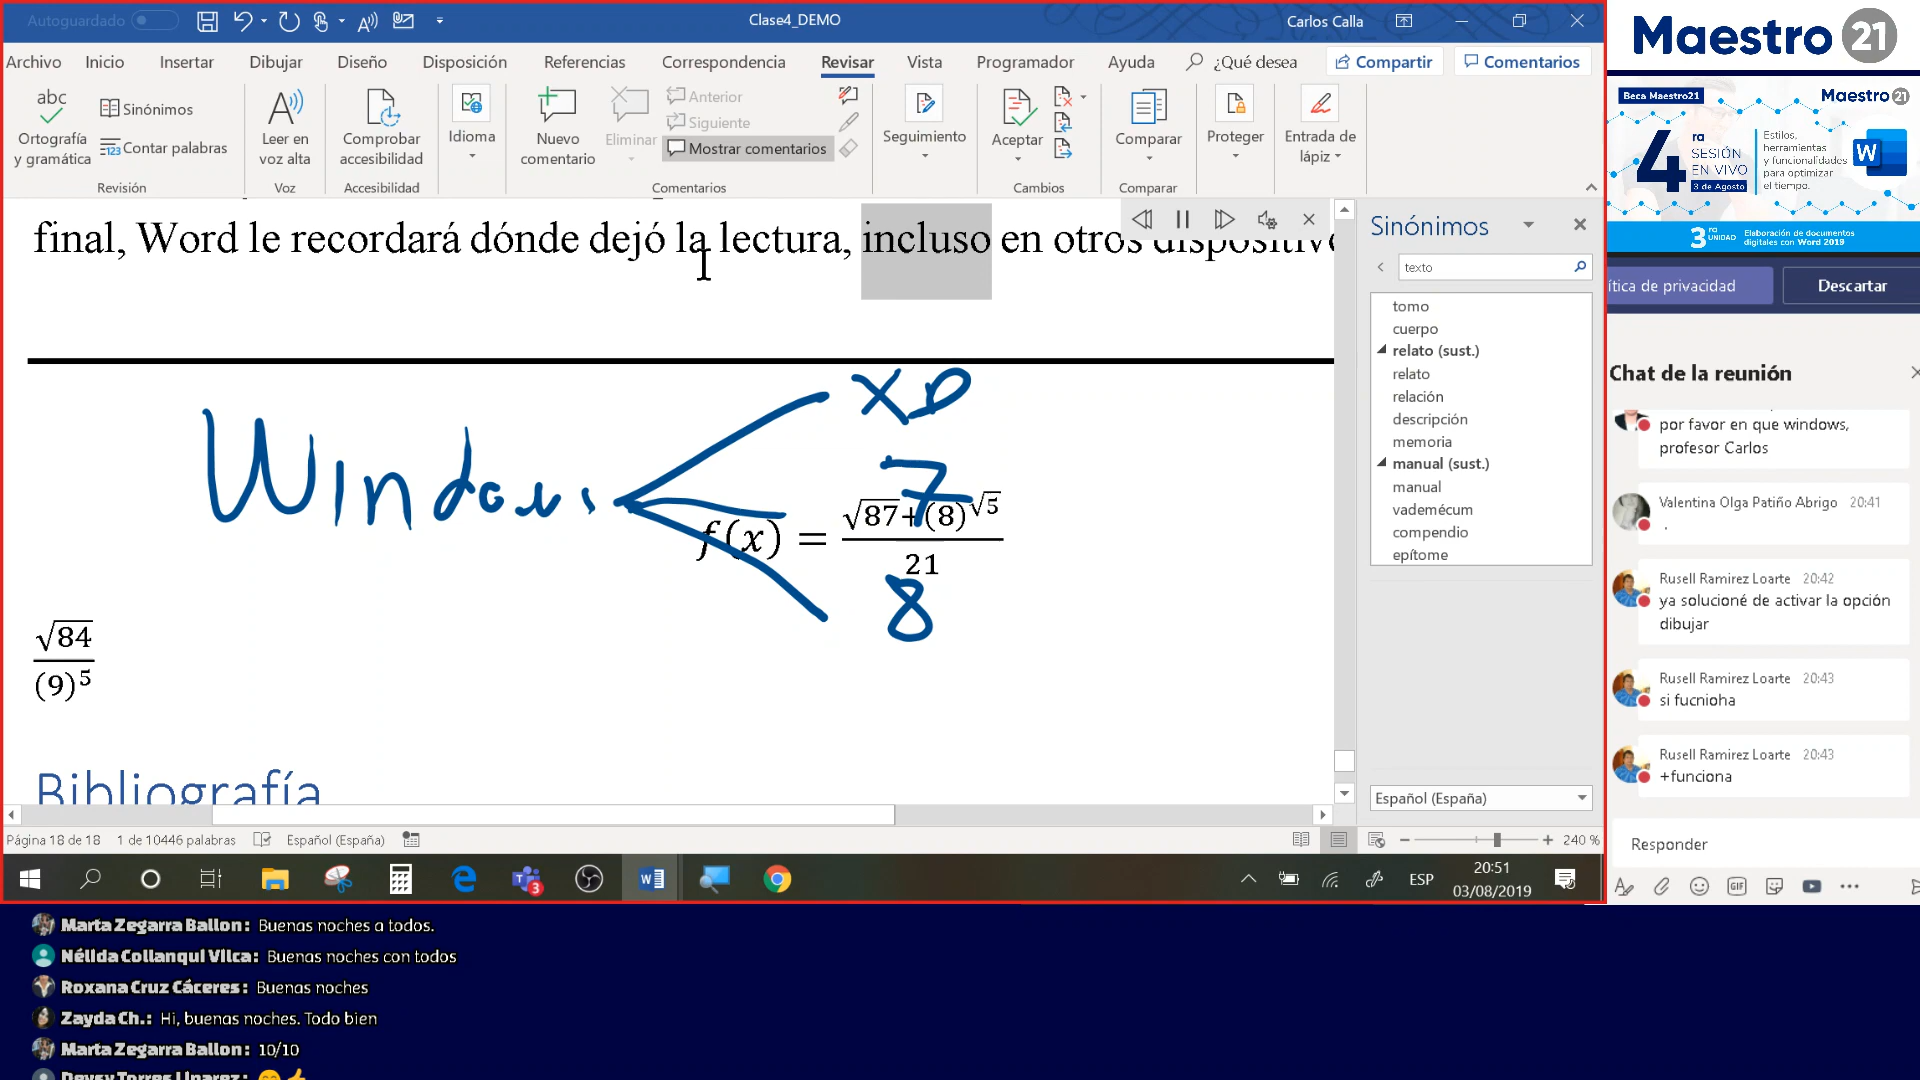 Autoguardado
Clase4_DEMO
Carlos Calla
Archivo Inicio Insertar Dibujar Diseño Disposición Referencias Correspondencia Revisar Vista Programador Ayuda ¿Qué desea Compartir Comentarios
abc
Ortografía y gramática
Sinónimos
Contar palabras
Revisión
Leer en voz alta
Voz
Comprobar accesibilidad
Accesibilidad
Idioma
Nuevo comentario
Eliminar
Anterior
Siguiente
Mostrar comentarios
Comentarios
Seguimiento
Aceptar
Cambios
Comparar
Comparar
Proteger
Entrada de lápiz
final, Word le recordará dónde dejó la lectura, incluso en otros dispositivo
Windows
XP
7
8
f(x) = √87+(8)^√5 / 21
√84
(9)^5
Bibliografía
Sinónimos
texto
tomo
cuerpo
relato (sust.)
relato
relación
descripción
memoria
manual (sust.)
manual
vademécum
compendio
epítome
Español (España)
Página 18 de 18 1 de 10446 palabras Español (España) 240 %
3
ESP
20:51
03/08/2019
Maestro 21
Beca Maestro21
Maestro 21
4ra
SESIÓN
EN VIVO
3 de Agosto
Estilos,
herramientas
y funcionalidades
para optimizar
el tiempo.
W
3ra UNIDAD Elaboración de documentos
digitales con Word 2019
ítica de privacidad Descartar
Chat de la reunión
por favor en que windows,
profesor Carlos
Valentina Olga Patiño Abrigo 20:41
.
Rusell Ramirez Loarte 20:42
ya solucioné de activar la opción
dibujar
Rusell Ramirez Loarte 20:43
si fucnioha
Rusell Ramirez Loarte 20:43
+funciona
Responder
GIF
Marta Zegarra Ballon: Buenas noches a todos.
Nélida Collanqui Vilca: Buenas noches con todos
Roxana Cruz Cáceres: Buenas noches
Zayda Ch.: Hi, buenas noches. Todo bien
Marta Zegarra Ballon: 10/10
Deysy Torres Linarez: